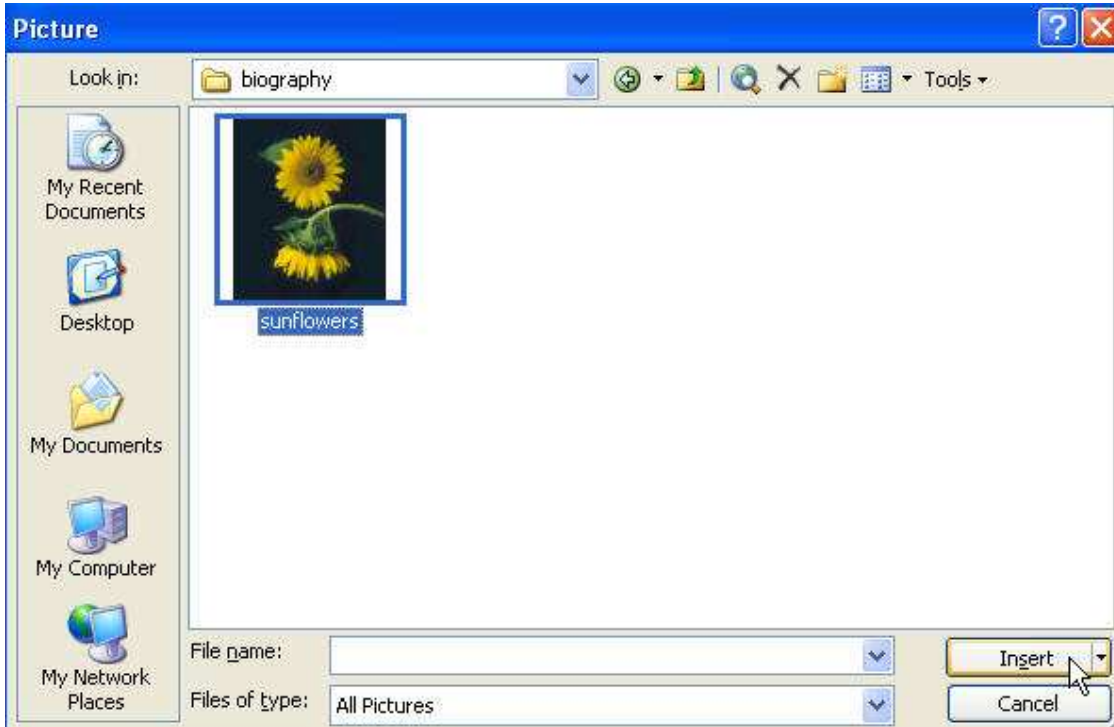 Picture
Look in:
biography
Tools
My Recent
Documents
Desktop
My Documents
My Computer
My Network
Places
sunflowers
File name:
Insert
Files of type:
All Pictures
Cancel